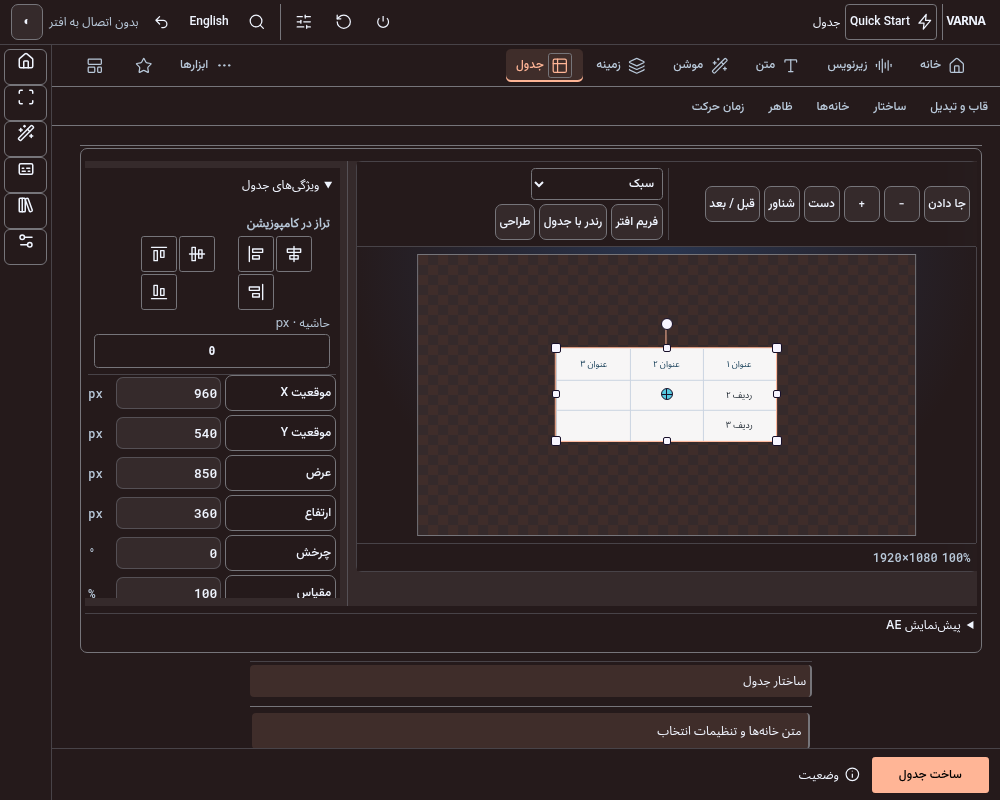 VARNA
Quick Start
جدول
English
بدون اتصال به افتر
خانه
زیرنویس
متن
موشن
زمینه
جدول
ابزارها
قاب و تبدیل
ساختار
خانه‌ها
ظاهر
زمان حرکت
جا دادن
-
+
دست
شناور
قبل / بعد
سبک
فریم افتر
رندر با جدول
طراحی
عنوان ۱
عنوان ۲
عنوان ۳
ردیف ۲
ردیف ۳
1920×1080 100%
▼ ویژگی‌های جدول
تراز در کامپوزیشن
حاشیه · px
0
موقعیت X 960 px
موقعیت Y 540 px
عرض 850 px
ارتفاع 360 px
چرخش 0 °
مقیاس 100 %
◀ پیش‌نمایش AE
ساختار جدول
متن خانه‌ها و تنظیمات انتخاب
ساخت جدول
وضعیت